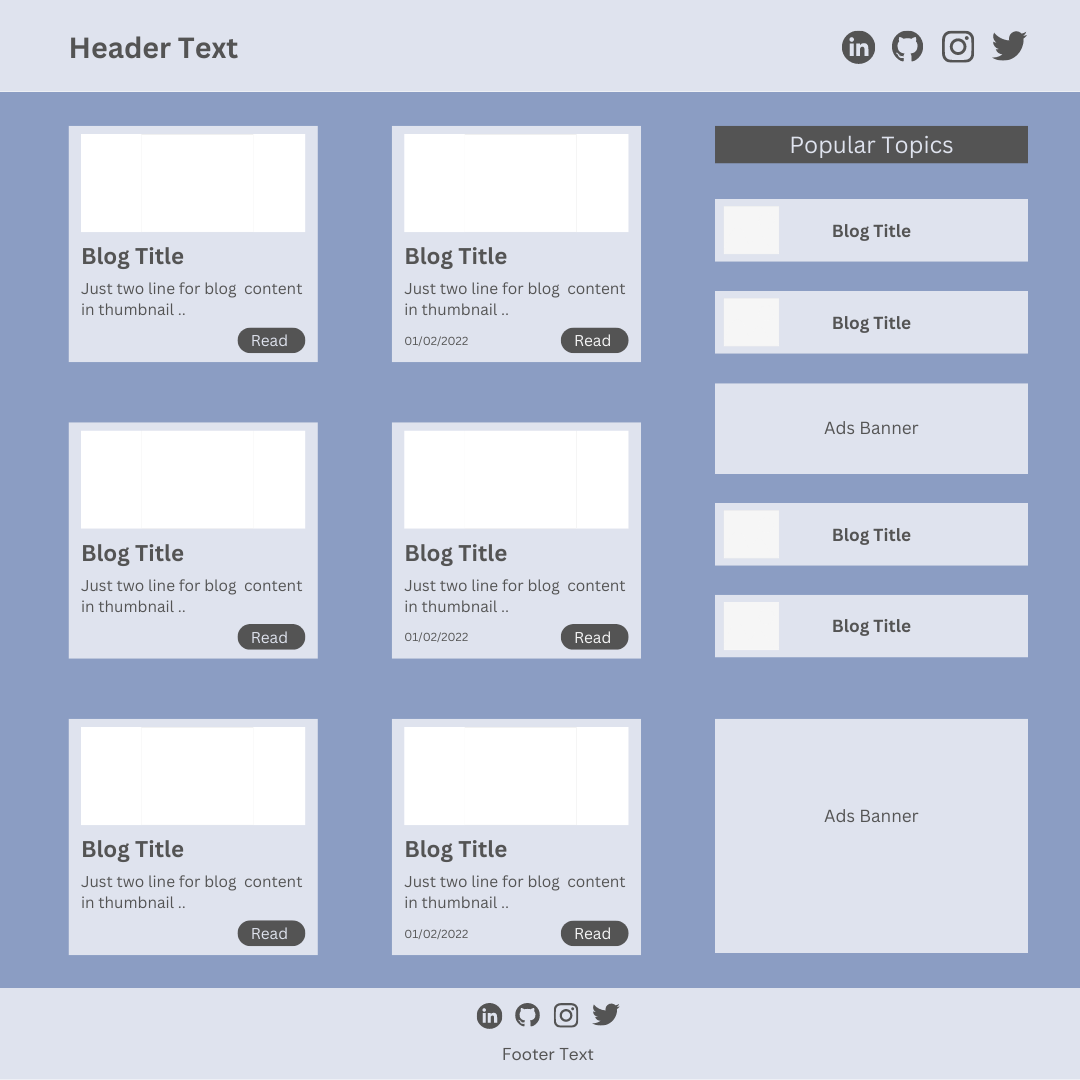 Header Text
Blog Title
Just two line for blog content
in thumbnail ..
Read
Blog Title
Just two line for blog content
in thumbnail ..
01/02/2022
Read
Blog Title
Just two line for blog content
in thumbnail ..
Read
Blog Title
Just two line for blog content
in thumbnail ..
01/02/2022
Read
Blog Title
Just two line for blog content
in thumbnail ..
Read
Blog Title
Just two line for blog content
in thumbnail ..
01/02/2022
Read
Popular Topics
Blog Title
Blog Title
Ads Banner
Blog Title
Blog Title
Ads Banner
Footer Text